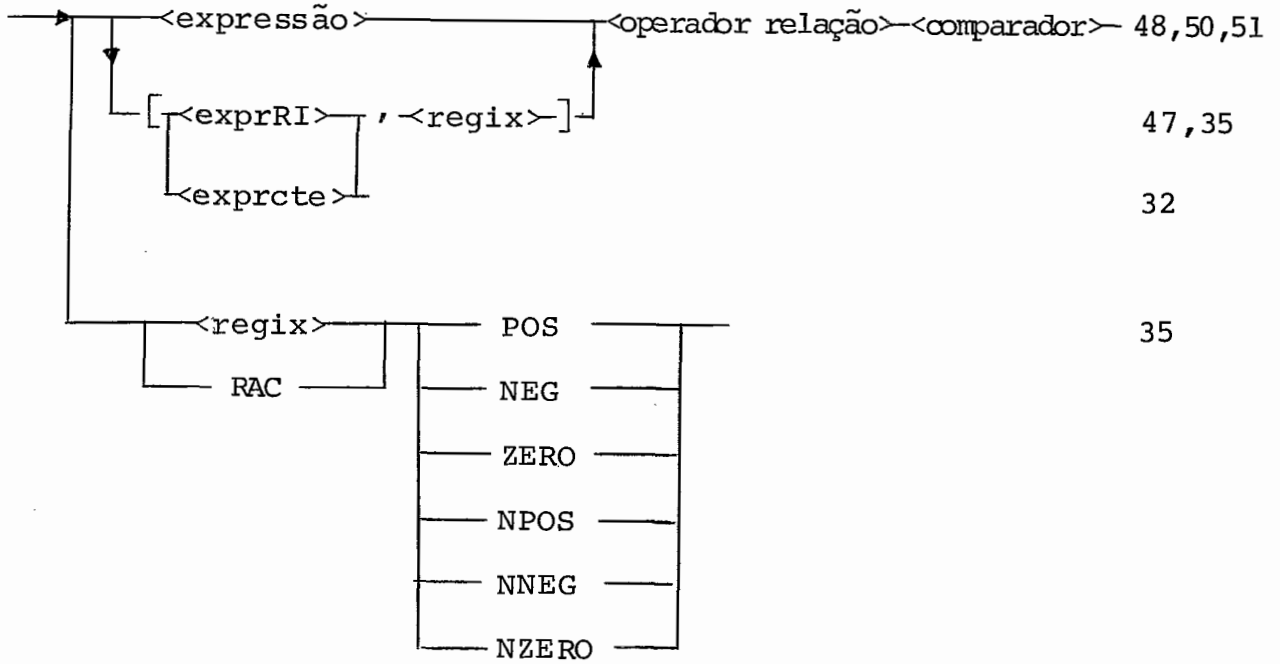 <expressão> <operador relação> <comparador> 48,50,51
[ <exprRI> , <regix> ] 47,35
<exprcte> 32
<regix> POS 35
RAC NEG
ZERO
NPOS
NNEG
NZERO